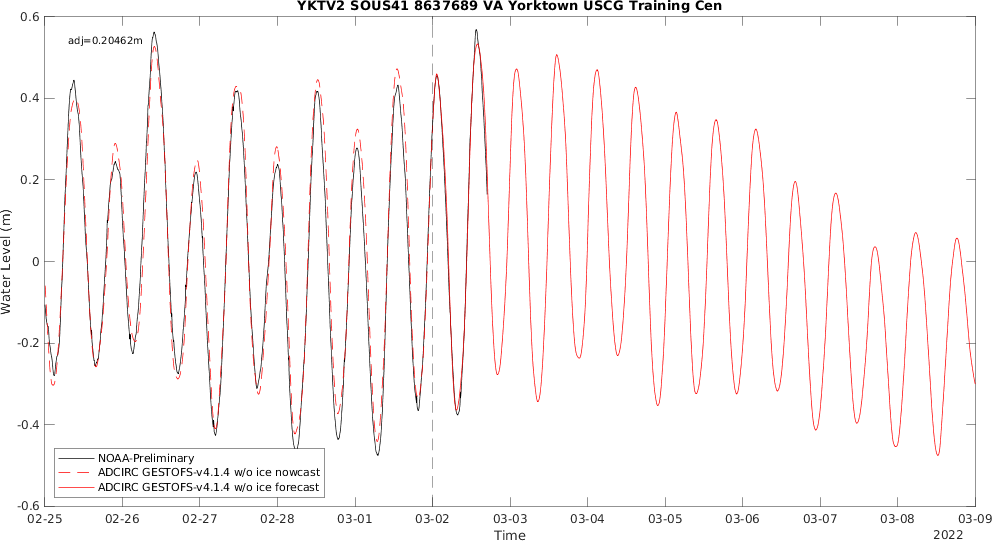 YKTV2 SOUS41 8637689 VA Yorktown USCG Training Cen
adj=0.20462m
0.6
0.4
0.2
0
-0.2
-0.4
-0.6
Water Level (m)
NOAA-Preliminary
ADCIRC GESTOFS-v4.1.4 w/o ice nowcast
ADCIRC GESTOFS-v4.1.4 w/o ice forecast
02-25 02-26 02-27 02-28 03-01 03-02 03-03 03-04 03-05 03-06 03-07 03-08 03-09
Time
2022